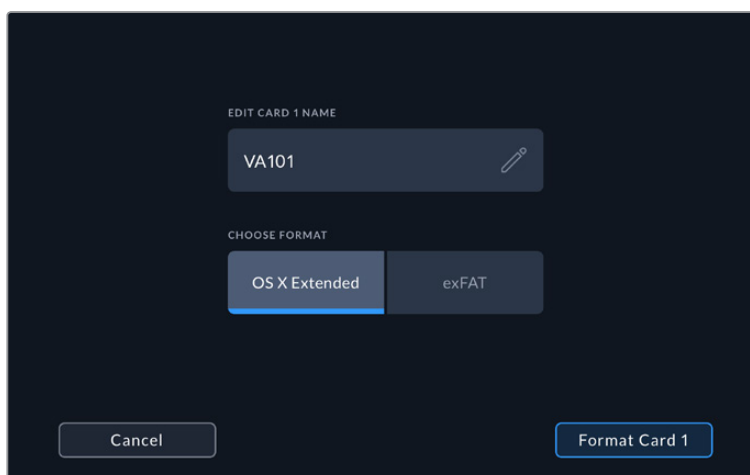 EDIT CARD 1 NAME
VA101
CHOOSE FORMAT
OS X Extended
exFAT
Cancel
Format Card 1